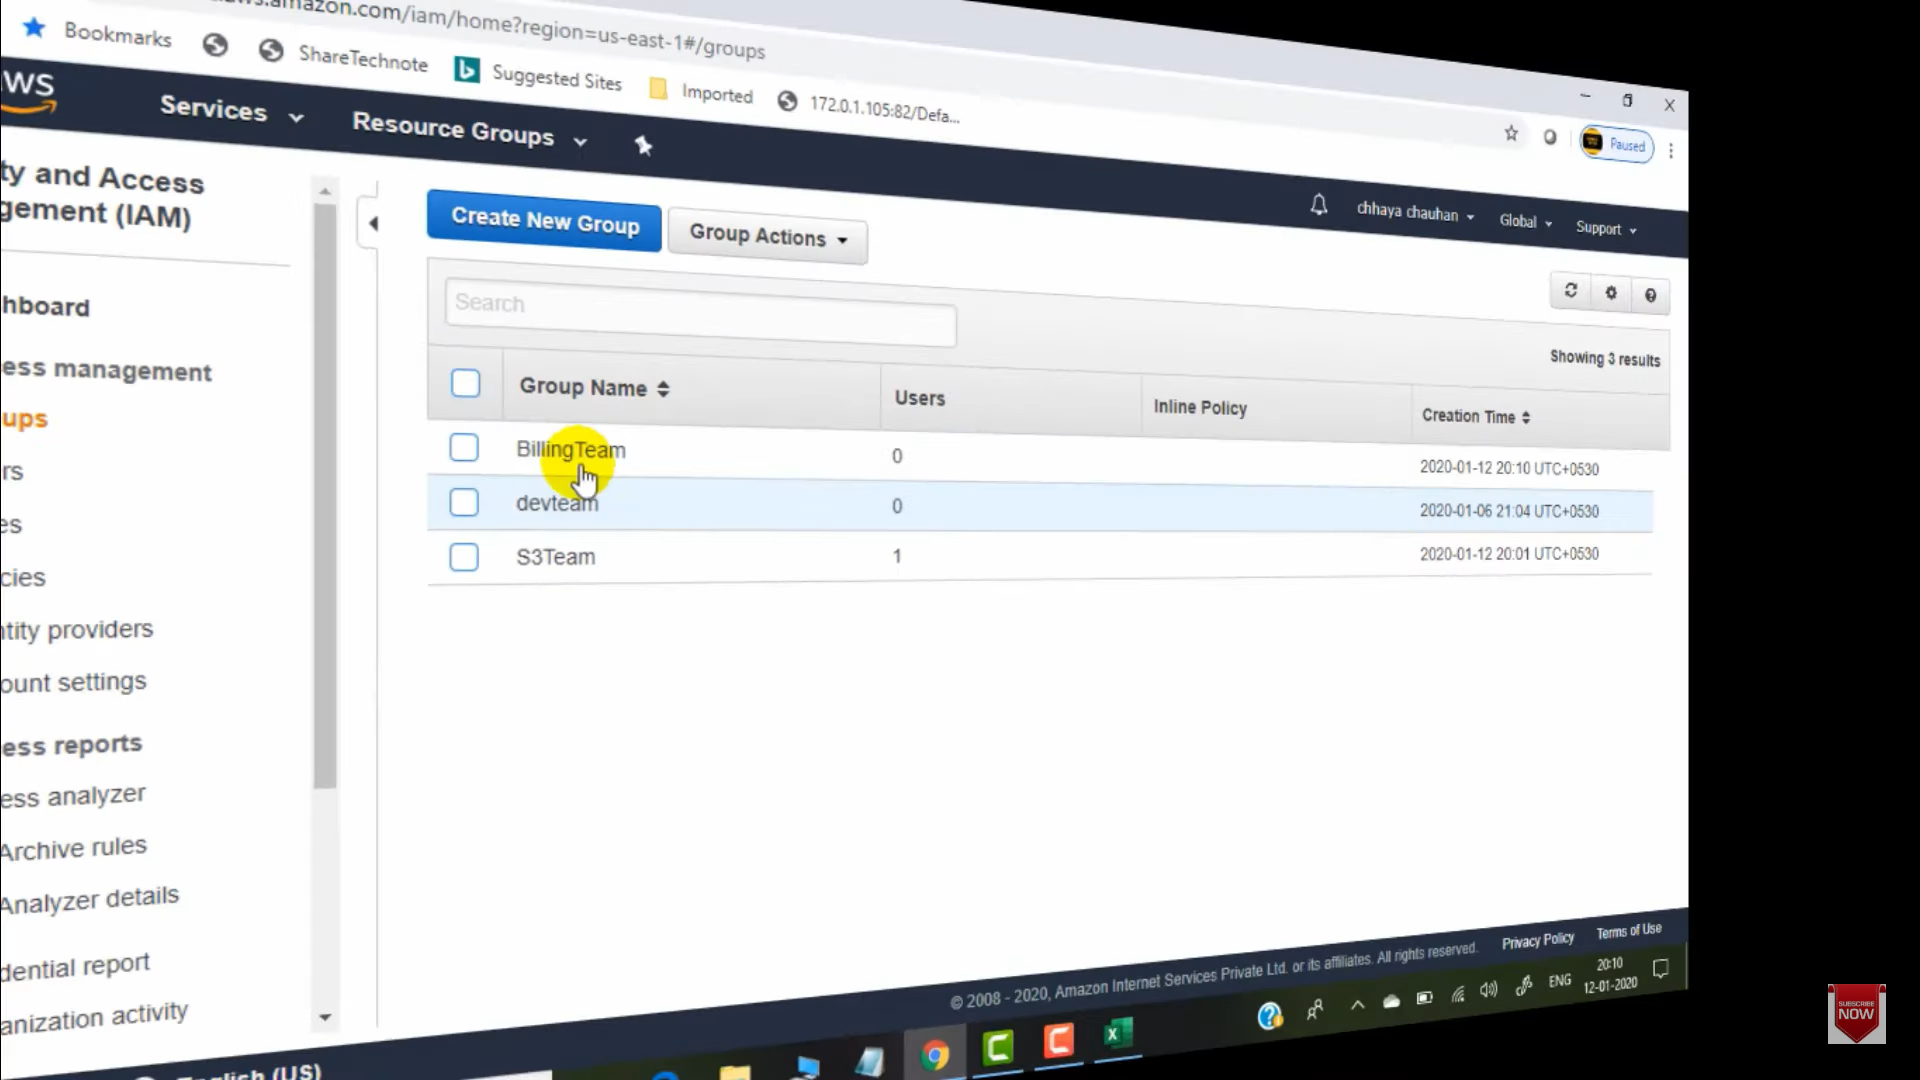 amazon.com/iam/home?region=us-east-1#/groups
Bookmarks
ShareTechnote
Suggested Sites
Imported
172.0.1.105:82/Defa...
Paused
ws
Services
Resource Groups
chhaya chauhan
Global
Support
ty and Access
gement (IAM)
hboard
ess management
ups
rs
es
cies
ntity providers
ount settings
ess reports
ess analyzer
Archive rules
Analyzer details
dential report
anization activity
English (US)
Create New Group
Group Actions
Search
Showing 3 results
Group Name
Users
Inline Policy
Creation Time
BillingTeam
0
2020-01-12 20:10 UTC+0530
devteam
0
2020-01-06 21:04 UTC+0530
S3Team
1
2020-01-12 20:01 UTC+0530
© 2008 - 2020, Amazon Internet Services Private Ltd. or its affiliates. All rights reserved.
Privacy Policy
Terms of Use
ENG
20:10
12-01-2020
SUBSCRIBE
NOW